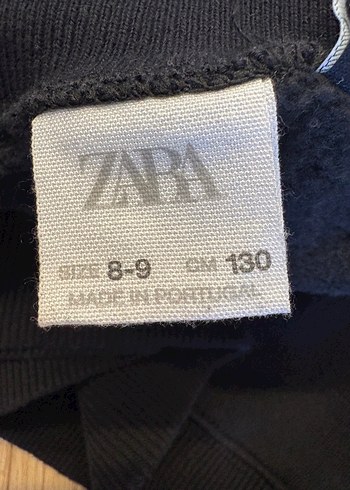 ZARA
SIZE 8-9 CM 130
MADE IN PORTUGAL